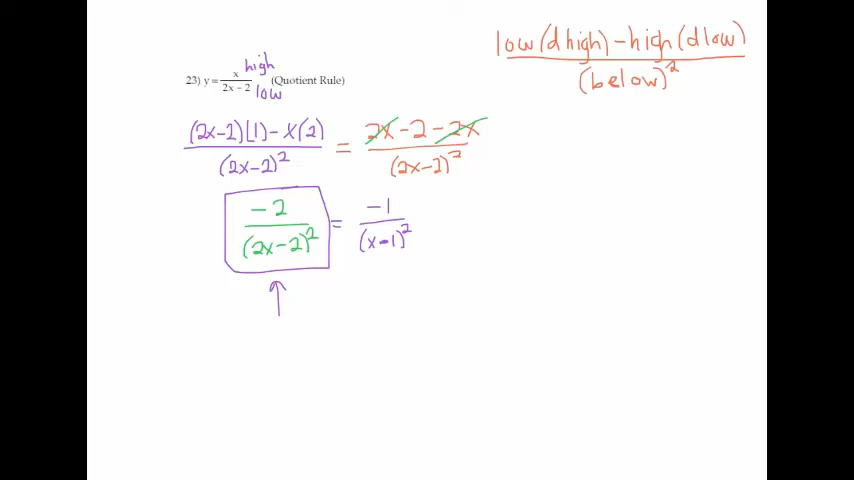 low (d high) - high (d low)
(below)²
high
23) y = x / 2x - 2 (Quotient Rule)
low
(2x-2)(1) - x(2) / (2x-2)² = 2x - 2 - 2x / (2x-2)²
-2 / (2x-2)² = -1 / (x-1)²